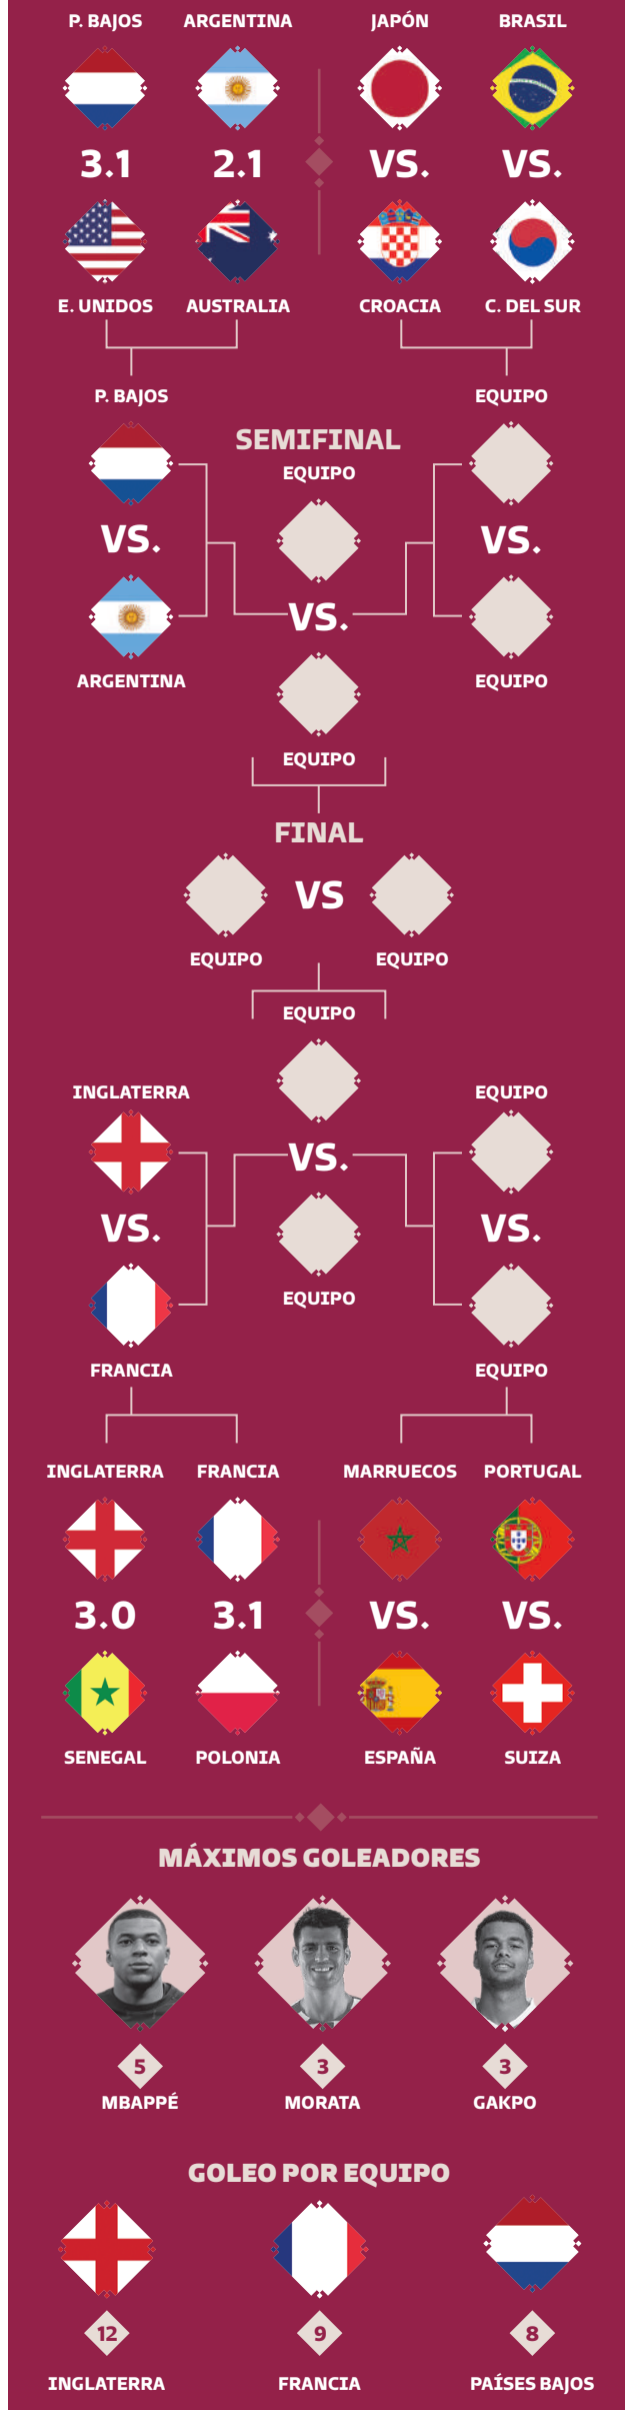 P. BAJOS ARGENTINA JAPÓN BRASIL
3.1 2.1 VS. VS.
E. UNIDOS AUSTRALIA CROACIA C. DEL SUR
P. BAJOS EQUIPO
SEMIFINAL
EQUIPO
VS. VS.
VS.
ARGENTINA EQUIPO
EQUIPO
FINAL
VS
EQUIPO EQUIPO
EQUIPO
INGLATERRA EQUIPO
VS.
VS. VS.
EQUIPO
FRANCIA EQUIPO
INGLATERRA FRANCIA MARRUECOS PORTUGAL
3.0 3.1 VS. VS.
SENEGAL POLONIA ESPAÑA SUIZA
MÁXIMOS GOLEADORES
5 3 3
MBAPPÉ MORATA GAKPO
GOLEO POR EQUIPO
12 9 8
INGLATERRA FRANCIA PAÍSES BAJOS